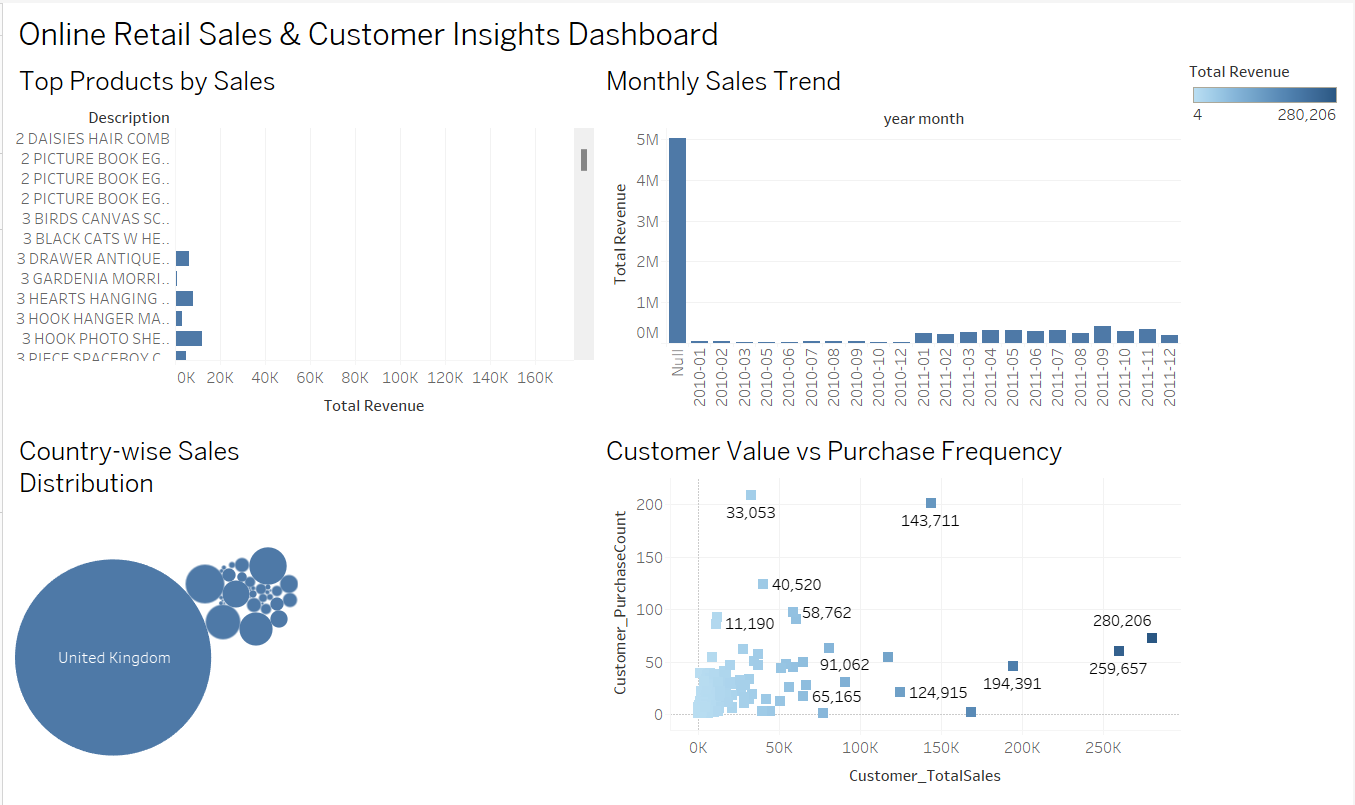 Online Retail Sales & Customer Insights Dashboard
Top Products by Sales
Description
2 DAISIES HAIR COMB
2 PICTURE BOOK EG..
2 PICTURE BOOK EG..
2 PICTURE BOOK EG..
3 BIRDS CANVAS SC..
3 BLACK CATS W HE..
3 DRAWER ANTIQUE..
3 GARDENIA MORRI..
3 HEARTS HANGING ..
3 HOOK HANGER MA..
3 HOOK PHOTO SHE..
3 PIECE SPACEBOY C..
0K 20K 40K 60K 80K 100K 120K 140K 160K
Total Revenue
Monthly Sales Trend
year month
Total Revenue
5M
4M
3M
2M
1M
0M
Null 2010-01 2010-02 2010-03 2010-05 2010-06 2010-07 2010-08 2010-09 2010-10 2010-12 2011-01 2011-02 2011-03 2011-04 2011-05 2011-06 2011-07 2011-08 2011-09 2011-10 2011-11 2011-12
Total Revenue
4 280,206
Country-wise Sales
Distribution
United Kingdom
Customer Value vs Purchase Frequency
Customer_PurchaseCount
200
150
100
50
0
33,053
143,711
40,520
58,762
11,190
280,206
91,062
259,657
194,391
65,165
124,915
0K 50K 100K 150K 200K 250K
Customer_TotalSales